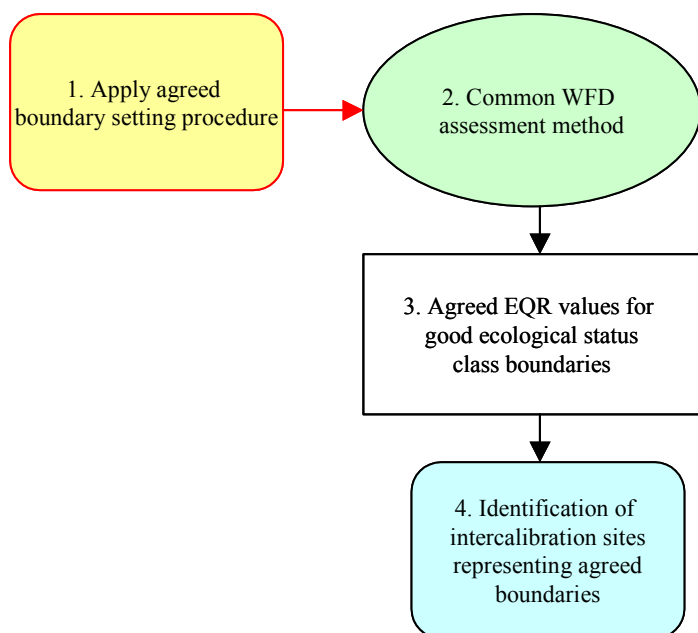 1. Apply agreed
boundary setting procedure
2. Common WFD
assessment method
3. Agreed EQR values for
good ecological status
class boundaries
4. Identification of
intercalibration sites
representing agreed
boundaries